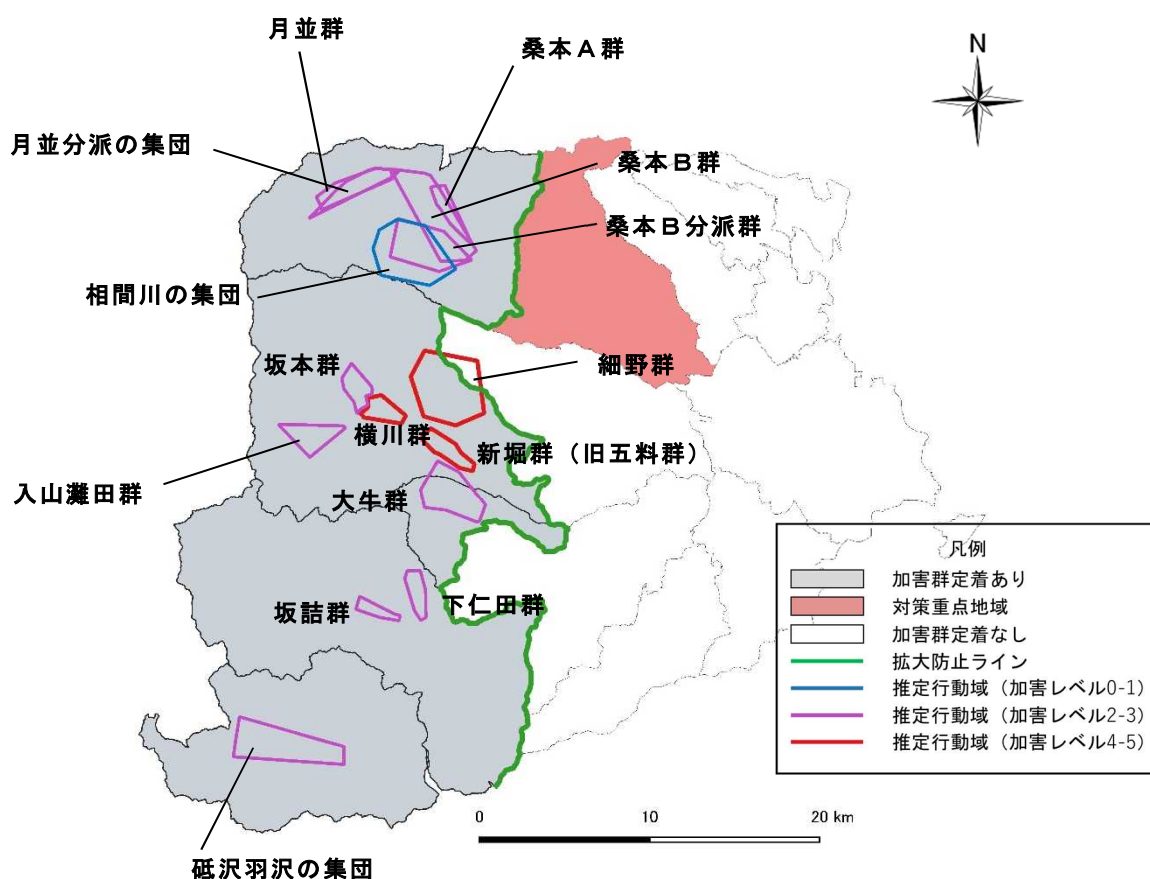 月並群
桑本Ａ群
N
月並分派の集団
桑本Ｂ群
桑本Ｂ分派群
相間川の集団
坂本群
細野群
横川群
新堀群（旧五料群）
入山灘田群
大牛群
坂詰群
下仁田群
砥沢羽沢の集団
凡例
加害群定着あり
対策重点地域
加害群定着なし
拡大防止ライン
推定行動域（加害レベル0-1）
推定行動域（加害レベル2-3）
推定行動域（加害レベル4-5）
0 10 20 km